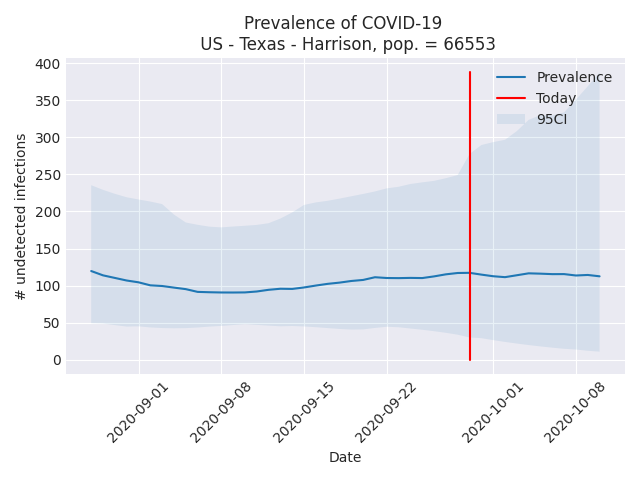 Prevalence of COVID-19
US - Texas - Harrison, pop. = 66553
# undetected infections
400
350
300
250
200
150
100
50
0
Prevalence
Today
95CI
2020-09-01
2020-09-08
2020-09-15
2020-09-22
2020-10-01
2020-10-08
Date